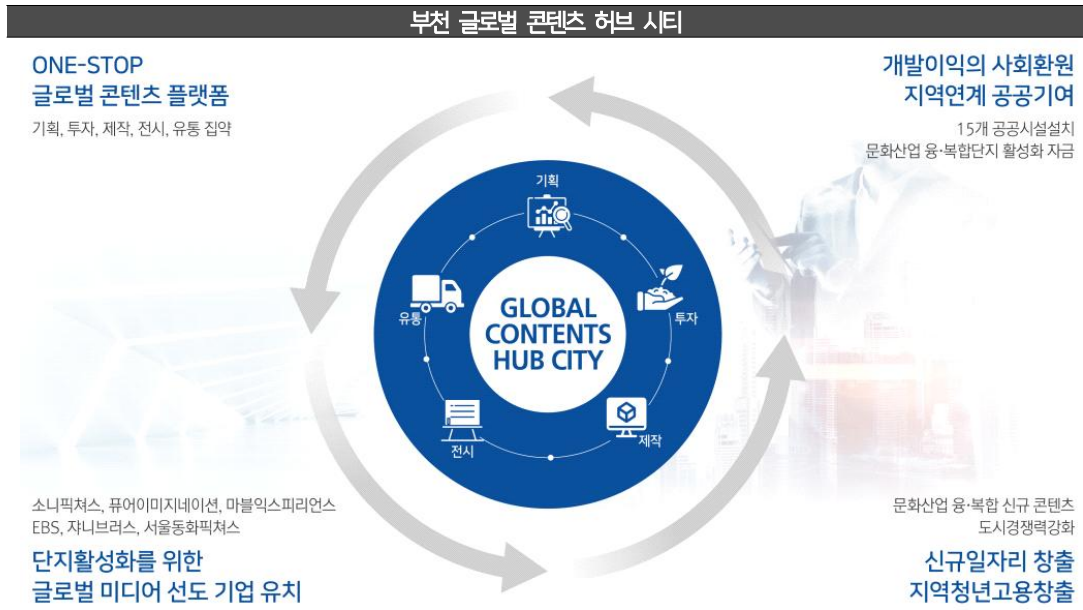 부천 글로벌 콘텐츠 허브 시티
ONE-STOP
글로벌 콘텐츠 플랫폼
기획, 투자, 제작, 전시, 유통 집약
개발이익의 사회환원
지역연계 공공기여
15개 공공시설설치
문화산업 융·복합단지 활성화 자금
기획
유통
투자
GLOBAL
CONTENTS
HUB CITY
전시
제작
소니픽쳐스, 퓨어이미지네이션, 마블익스피리언스
EBS, 쟈니브러스, 서울동화픽쳐스
단지활성화를 위한
글로벌 미디어 선도 기업 유치
문화산업 융·복합 신규 콘텐츠
도시경쟁력강화
신규일자리 창출
지역청년고용창출